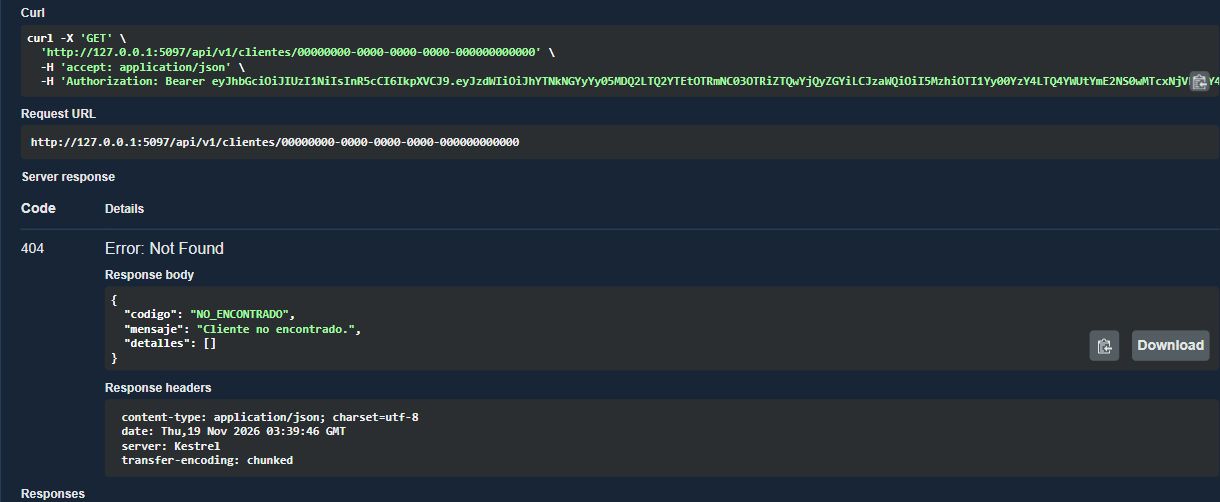 Curl
curl -X 'GET' \
'http://127.0.0.1:5097/api/v1/clientes/00000000-0000-0000-0000-000000000000' \
-H 'accept: application/json' \
-H 'Authorization: Bearer
Request URL
http://127.0.0.1:5097/api/v1/clientes/00000000-0000-0000-0000-000000000000
Server response
Code Details
404 Error: Not Found
Response body
{
"codigo": "NO_ENCONTRADO",
"mensaje": "Cliente no encontrado.",
"detalles": []
}
Download
Response headers
content-type: application/json; charset=utf-8
date: Thu,19 Nov 2026 03:39:46 GMT
server: Kestrel
transfer-encoding: chunked
Responses